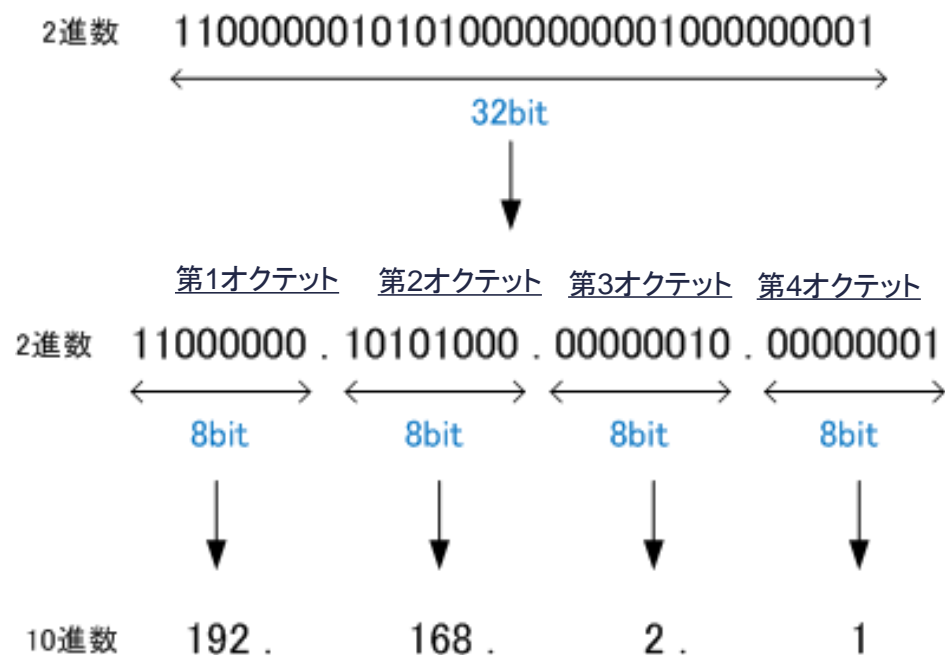 2進数 11000000101010000000001000000001
32bit
第1オクテット 第2オクテット 第3オクテット 第4オクテット
2進数 11000000 . 10101000 . 00000010 . 00000001
8bit 8bit 8bit 8bit
10進数 192 . 168 . 2 . 1